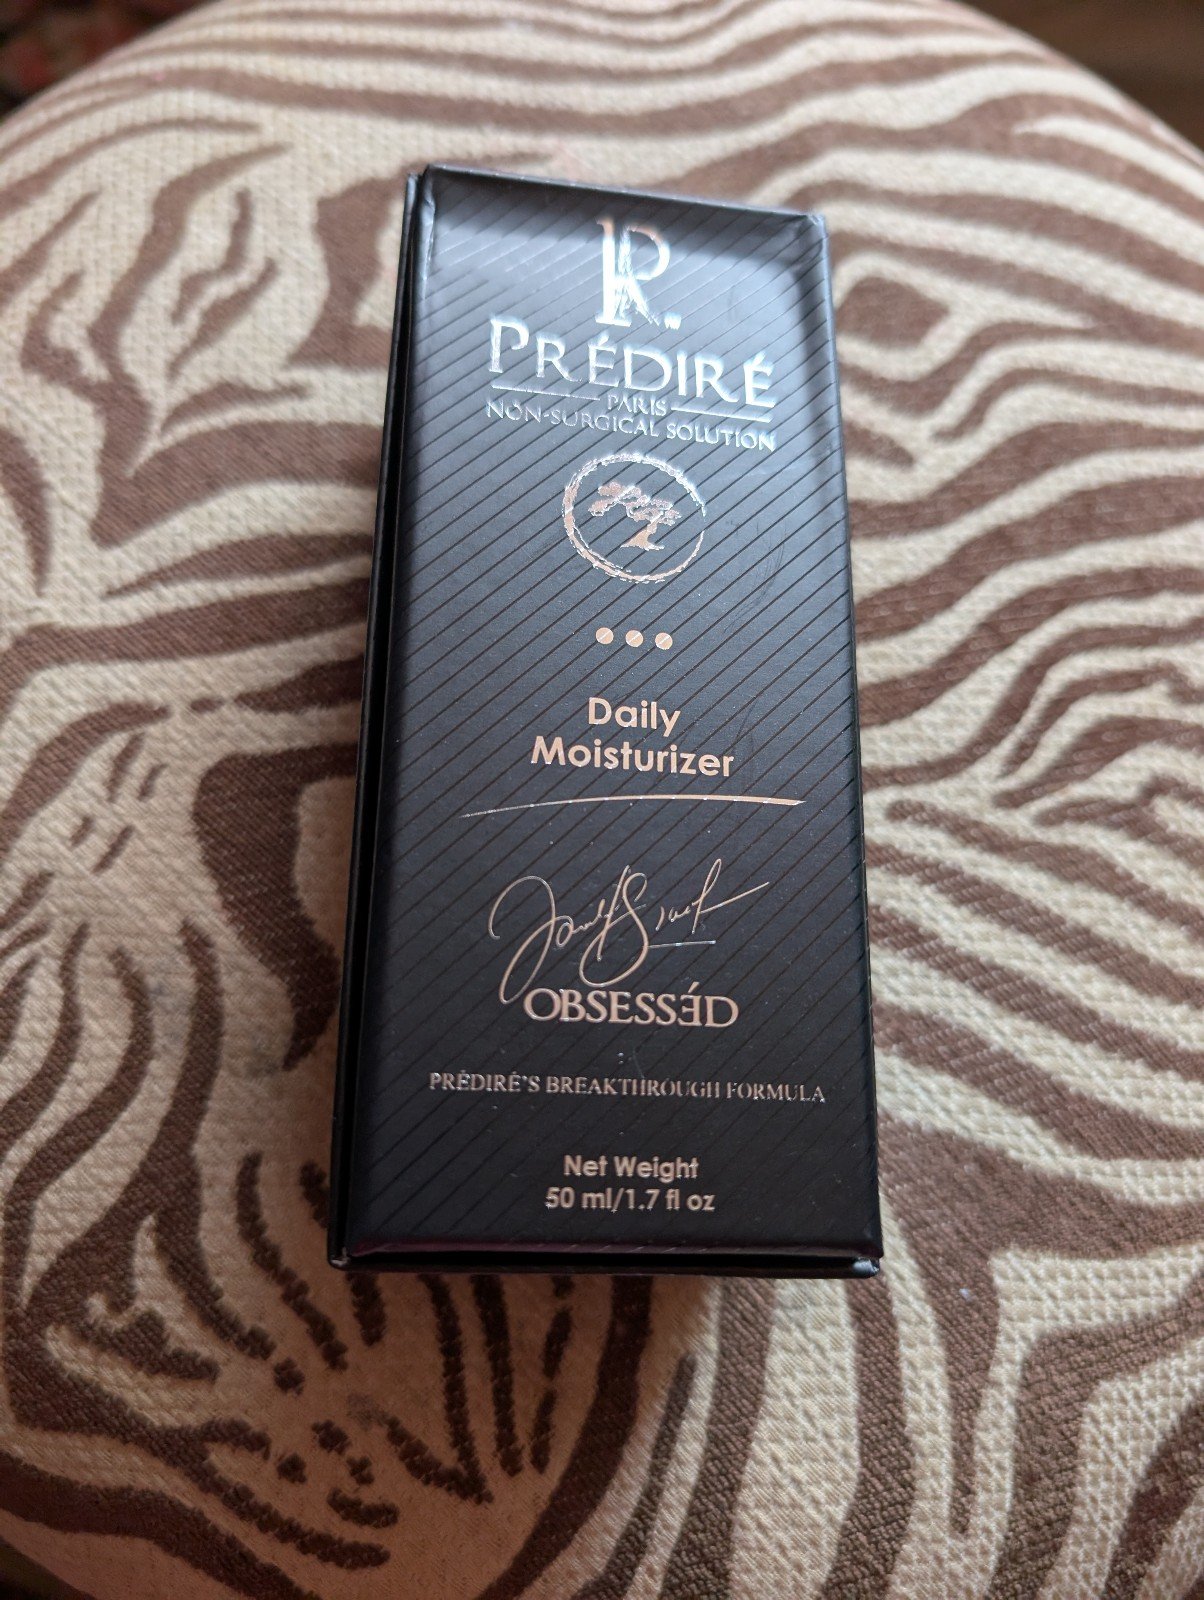 PRÉDIRÉ
PARIS
NON-SURGICAL SOLUTION
Daily
Moisturizer
OBSESSÉD
PRÉDIRÉ'S BREAKTHROUGH FORMULA
Net Weight
50 ml/1.7 fl oz